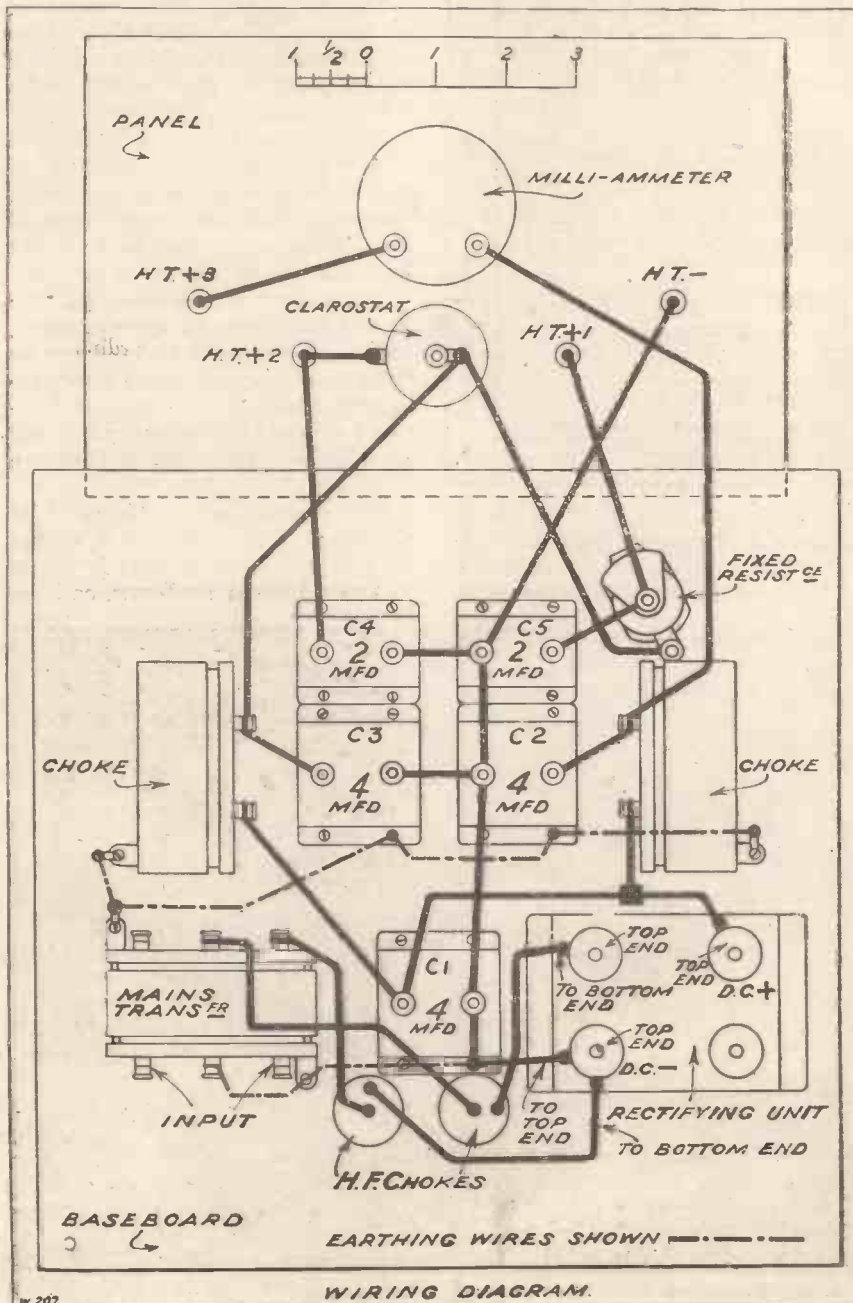 1 1/2 0 1 2 3
PANEL
MILLI-AMMETER
H.T.+3
H.T.-
CLAROSTAT
H.T.+2
H.T.+1
FIXED
RESIST CE
C4
2
MFD
C5
2
MFD
C3
4
MFD
C2
4
MFD
CHOKE
CHOKE
C1
4
MFD
TOP
END
TOP
END
D.C.+
TO BOTTOM
END
MAINS
TRANS FR
TOP
END
D.C.-
INPUT
TO
TOP
END
RECTIFYING UNIT
TO BOTTOM END
H.F. CHOKES
BASEBOARD
EARTHING WIRES SHOWN
WIRING DIAGRAM.
W.207